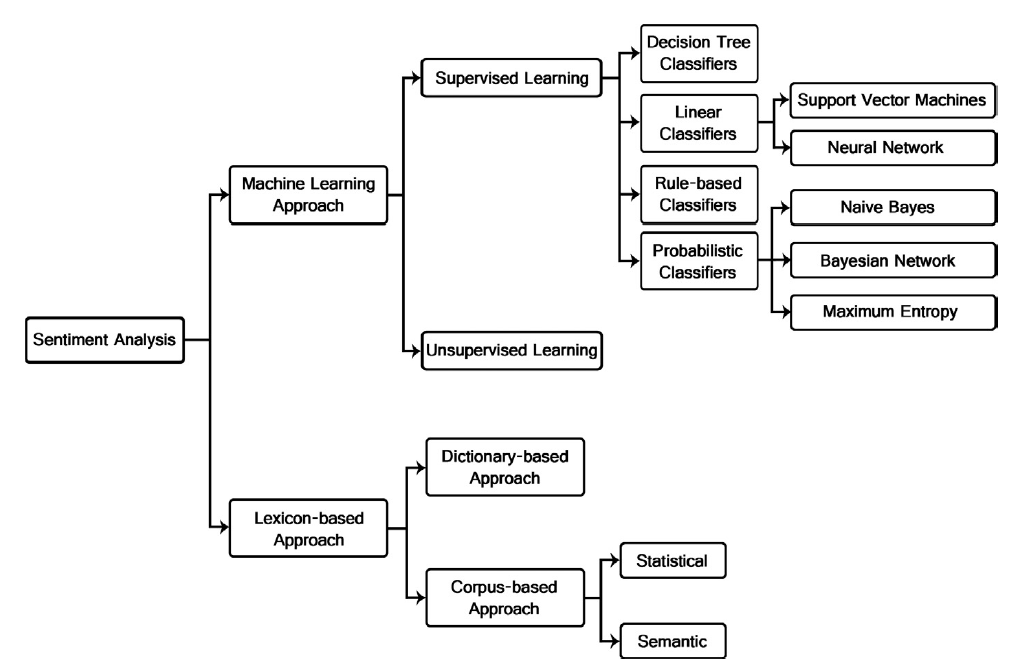 Decision Tree
Classifiers
Supervised Learning
Support Vector Machines
Linear
Classifiers
Neural Network
Machine Learning
Approach
Rule-based
Classifiers
Naive Bayes
Probabilistic
Classifiers
Bayesian Network
Maximum Entropy
Sentiment Analysis
Unsupervised Learning
Dictionary-based
Approach
Lexicon-based
Approach
Statistical
Corpus-based
Approach
Semantic